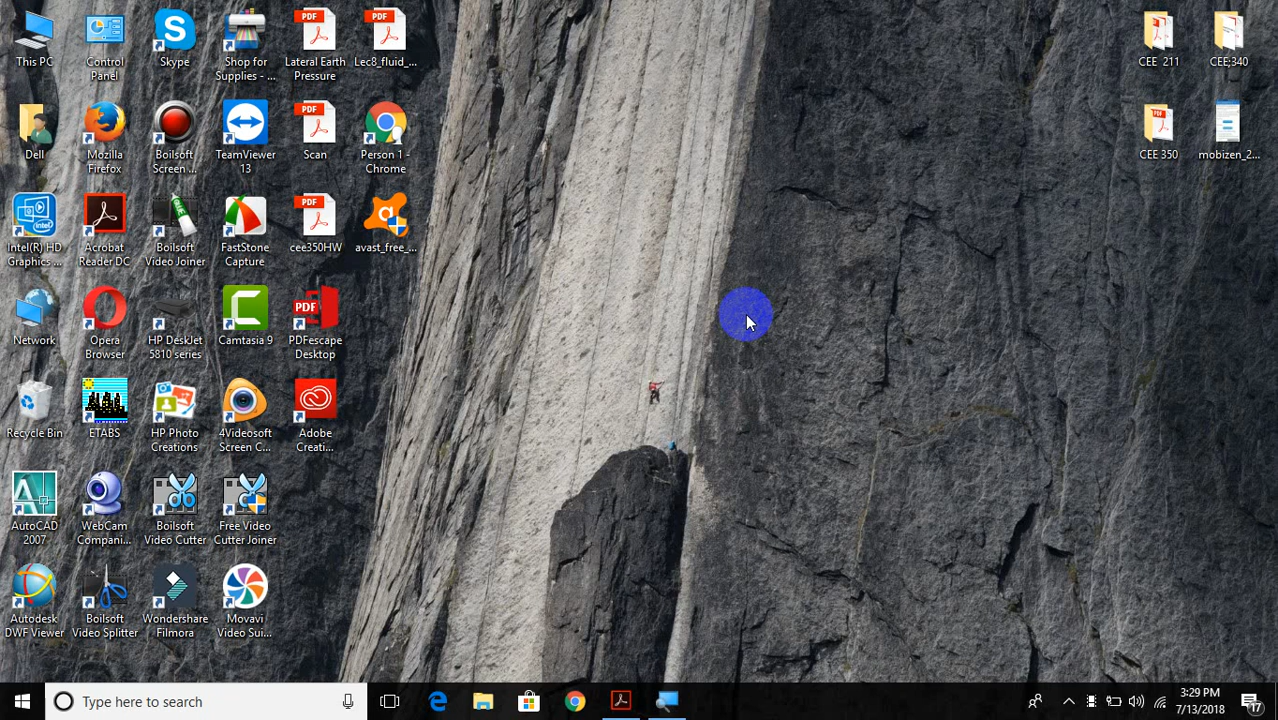 This PC
Control
Panel
Skype
Shop for
Supplies - ...
PDF
Lateral Earth
Pressure
PDF
Lec8_fluid_...
CEE 211
CEE;340
Dell
Mozilla
Firefox
Boilsoft
Screen ...
TeamViewer
13
PDF
Scan
Person 1 -
Chrome
CEE 350
mobizen_2...
intel
Intel(R) HD
Graphics ...
Acrobat
Reader DC
GLUE
Boilsoft
Video Joiner
FastStone
Capture
PDF
cee350HW
avast_free_...
Network
Opera
Browser
HP DeskJet
5810 series
Camtasia 9
PDF
PDFescape
Desktop
Recycle Bin
ETABS
HP Photo
Creations
4Videosoft
Screen C...
Adobe
Creati...
AutoCAD
2007
WebCam
Compani...
Boilsoft
Video Cutter
Free Video
Cutter Joiner
Autodesk
DWF Viewer
Boilsoft
Video Splitter
Wondershare
Filmora
Movavi
Video Sui...
Type here to search
3:29 PM
7/13/2018
17